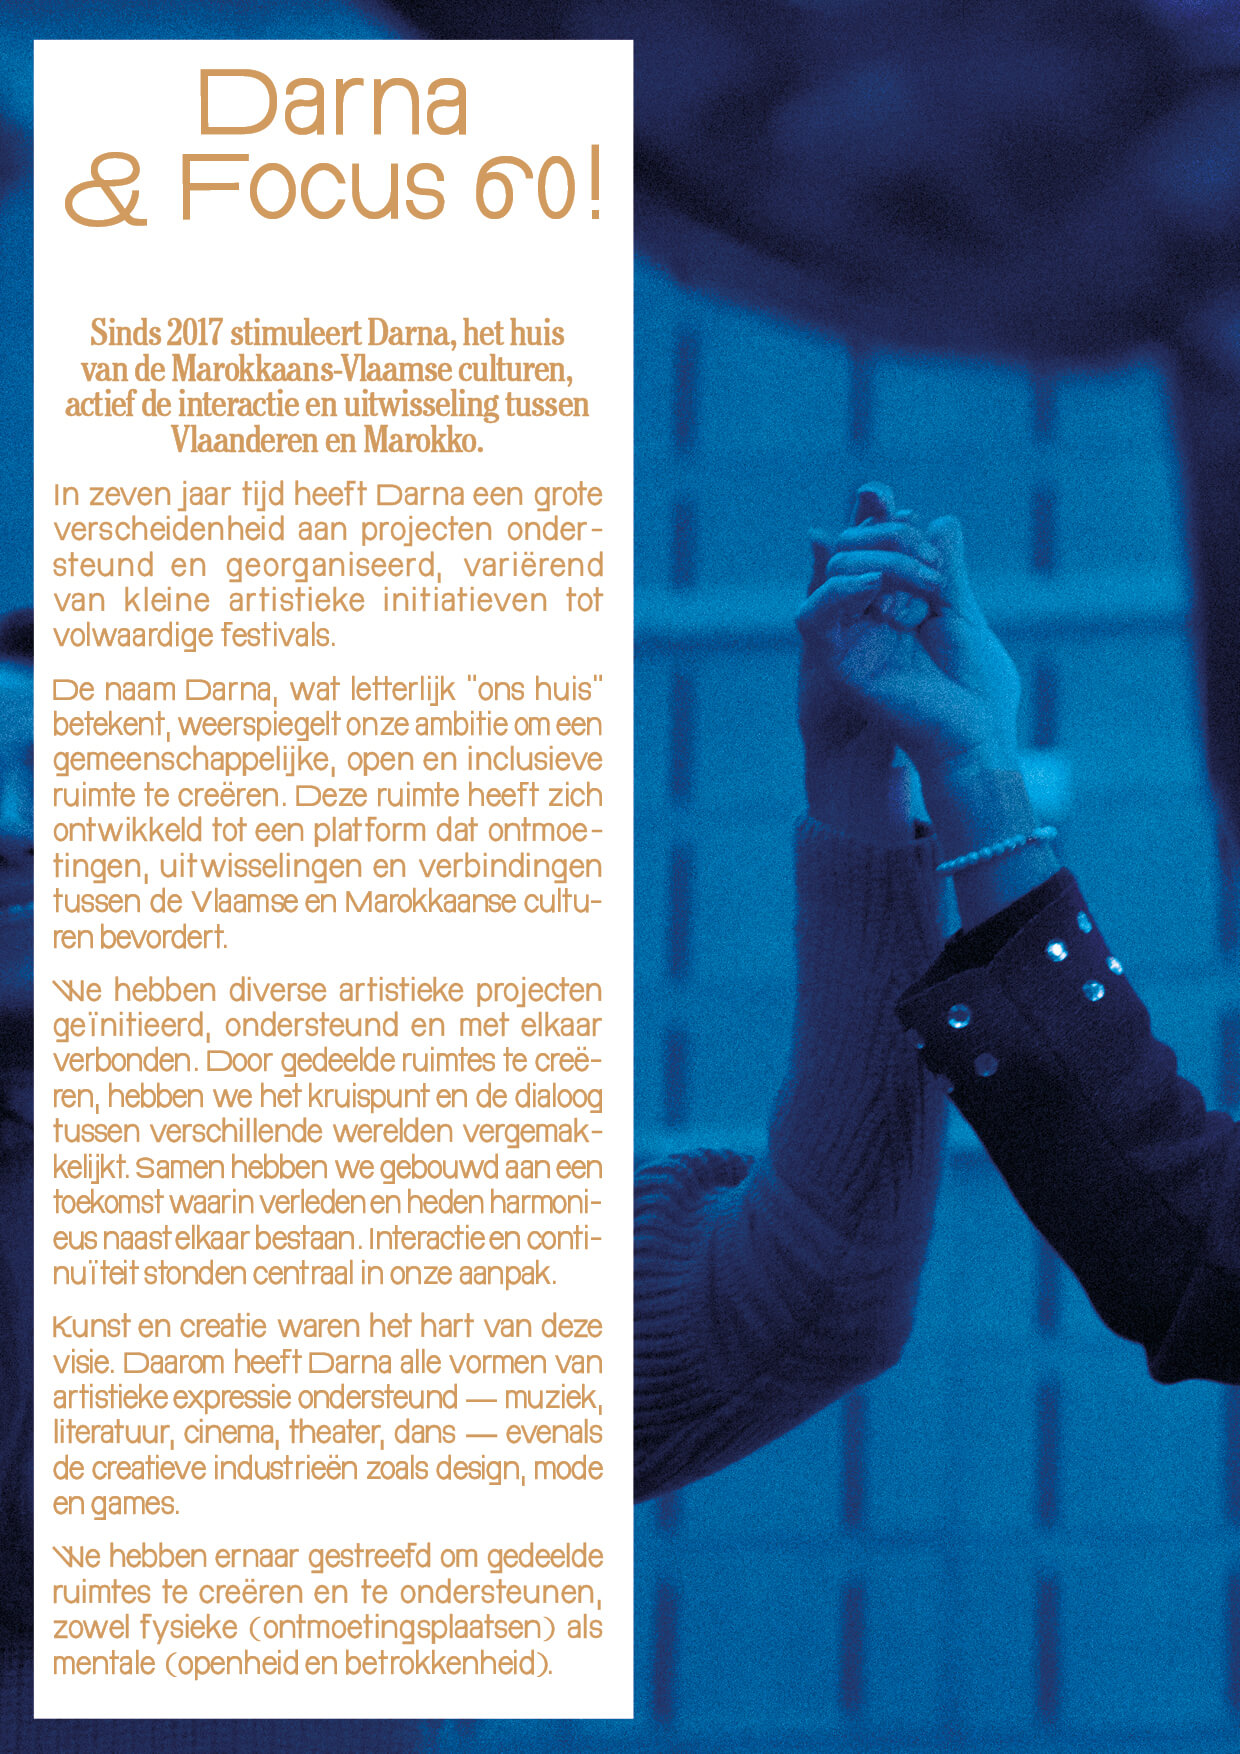 Darna
& Focus 60!
Sinds 2017 stimuleert Darna, het huis
van de Marokkaans-Vlaamse culturen,
actief de interactie en uitwisseling tussen
Vlaanderen en Marokko.
In zeven jaar tijd heeft Darna een grote
verscheidenheid aan projecten onder-
steund en georganiseerd, variërend
van kleine artistieke initiatieven tot
volwaardige festivals.
De naam Darna, wat letterlijk "ons huis"
betekent, weerspiegelt onze ambitie om een
gemeenschappelijke, open en inclusieve
ruimte te creëren. Deze ruimte heeft zich
ontwikkeld tot een platform dat ontmoe-
tingen, uitwisselingen en verbindingen
tussen de Vlaamse en Marokkaanse cultu-
ren bevordert.
We hebben diverse artistieke projecten
geïnitieerd, ondersteund en met elkaar
verbonden. Door gedeelde ruimtes te creë-
ren, hebben we het kruispunt en de dialoog
tussen verschillende werelden vergemak-
kelijkt. Samen hebben we gebouwd aan een
toekomst waarin verleden en heden harmoni-
eus naast elkaar bestaan. Interactie en conti-
nuïteit stonden centraal in onze aanpak.
Kunst en creatie waren het hart van deze
visie. Daarom heeft Darna alle vormen van
artistieke expressie ondersteund — muziek,
literatuur, cinema, theater, dans — evenals
de creatieve industrieën zoals design, mode
en games.
We hebben ernaar gestreefd om gedeelde
ruimtes te creëren en te ondersteunen,
zowel fysieke (ontmoetingsplaatsen) als
mentale (openheid en betrokkenheid).